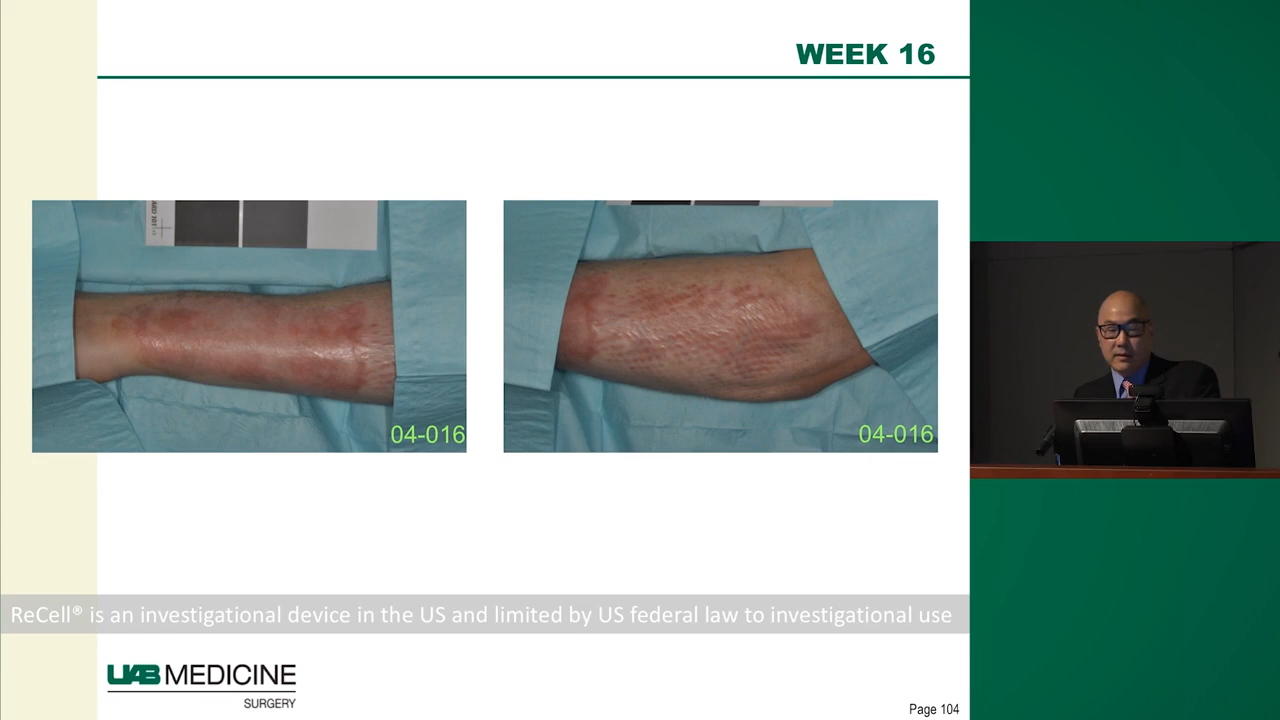 WEEK 16
04-016
04-016
ReCell® is an investigational device in the US and limited by US federal law to investigational use
UAB MEDICINE
SURGERY
Page 104